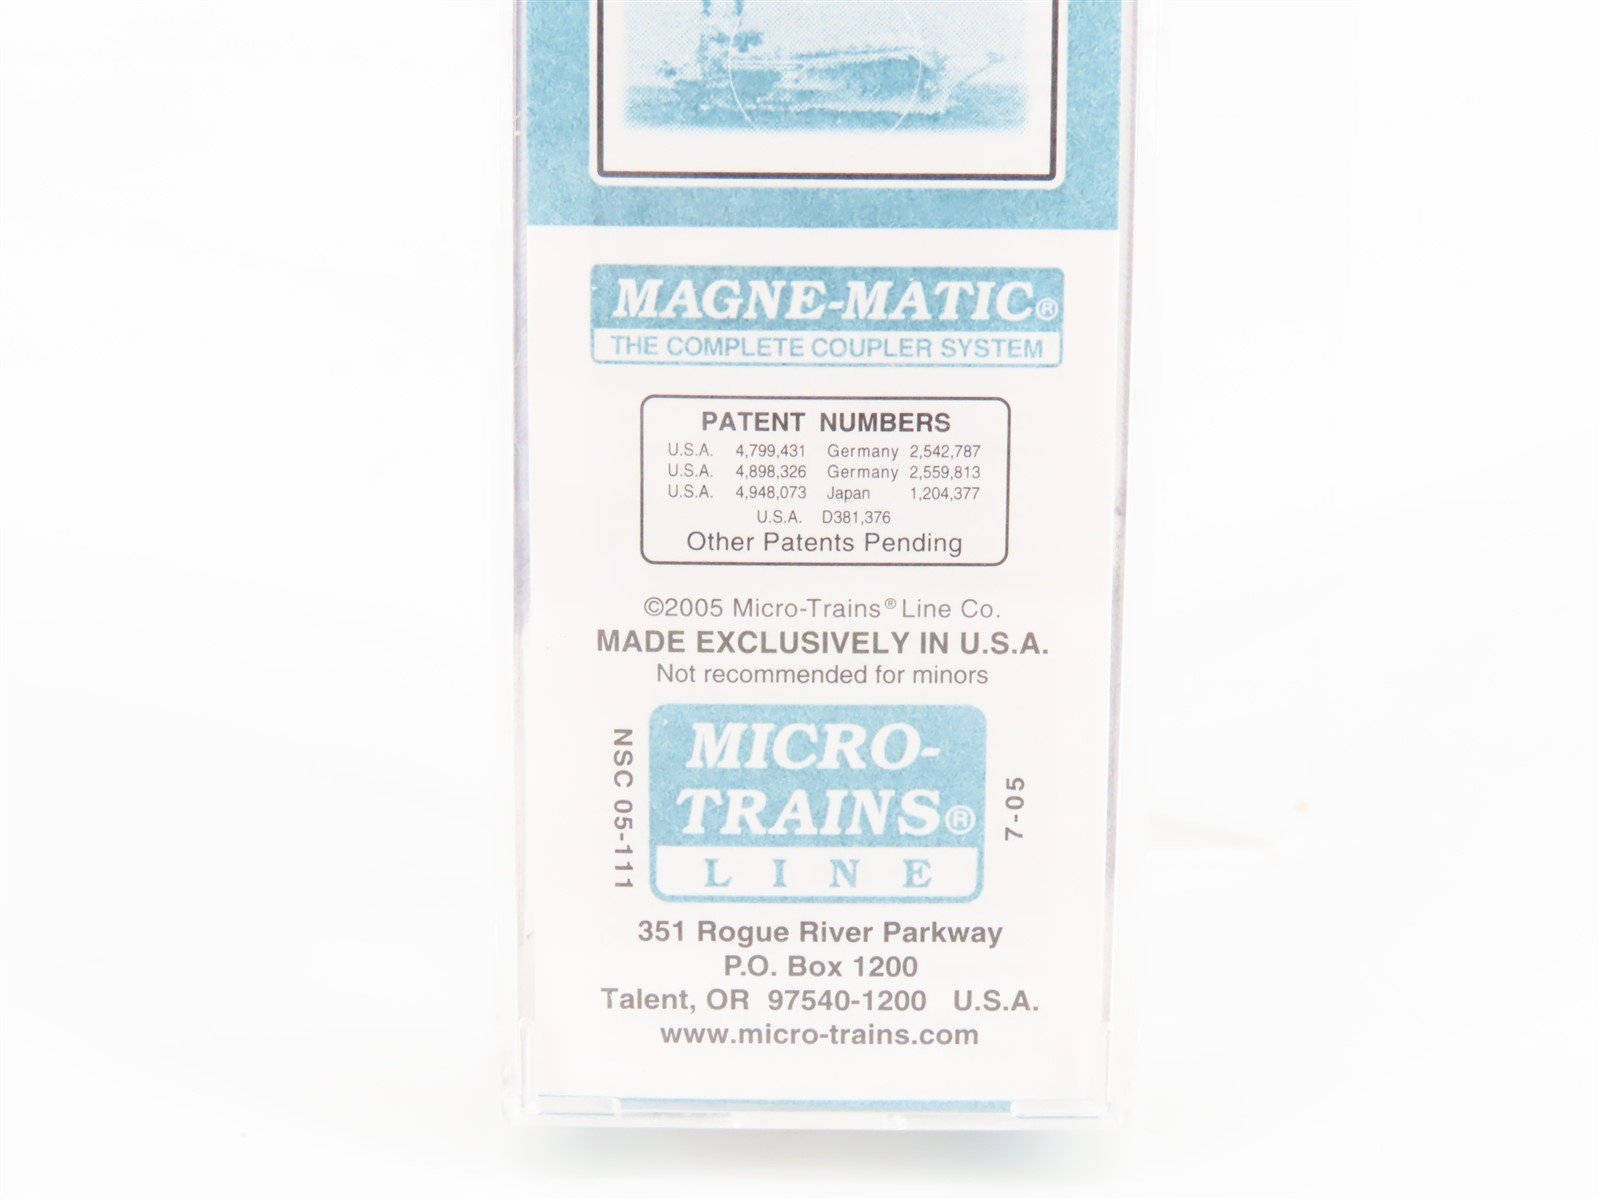 MAGNE-MATIC®
THE COMPLETE COUPLER SYSTEM
PATENT NUMBERS
U.S.A. 4,799,431 Germany 2,542,787
U.S.A. 4,898,326 Germany 2,559,813
U.S.A. 4,948,073 Japan 1,204,377
U.S.A. D381,376
Other Patents Pending
©2005 Micro-Trains® Line Co.
MADE EXCLUSIVELY IN U.S.A.
Not recommended for minors
NSC 05-111
MICRO-
TRAINS®
LINE
7-05
351 Rogue River Parkway
P.O. Box 1200
Talent, OR 97540-1200 U.S.A.
www.micro-trains.com